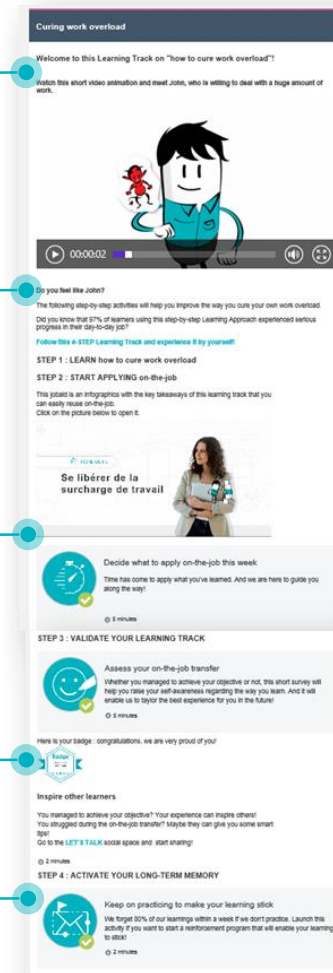 Curing work overload
Welcome to this Learning Track on "how to cure work overload"!
Watch this short video animation and meet John, who is willing to deal with a huge amount of
work.
00:00:02
Do you feel like John?
The following step-by-step activities will help you improve the way you cure your own work overload.
Did you know that 97% of learners using this step-by-step Learning Approach experienced serious
progress in their day-to-day job?
Follow this 4-STEP Learning Track and experience it by yourself!
STEP 1 : LEARN how to cure work overload
STEP 2 : START APPLYING on-the-job
This jobaid is an infographics with the key takeaways of this learning track that you
can easily reuse on-the-job.
Click on the picture below to open it.
Se libérer de la
surcharge de travail
Decide what to apply on-the-job this week
Time has come to apply what you've learned. And we are here to guide you
along the way!
5 minutes
STEP 3 : VALIDATE YOUR LEARNING TRACK
Assess your on-the-job transfer
Whether you managed to achieve your objective or not, this short survey will
help you raise your self-awareness regarding the way you learn. And it will
enable us to taylor the best experience for you in the future!
5 minutes
Here is your badge : congratulations, we are very proud of you!
Badge
Inspire other learners
You managed to achieve your objective? Your experience can inspire others!
You struggled during the on-the-job transfer? Maybe they can give you some smart
tips!
Go to the LET'S TALK social space and start sharing!
2 minutes
STEP 4 : ACTIVATE YOUR LONG-TERM MEMORY
Keep on practicing to make your learning stick
We forget 80% of our learnings within a week if we don't practice. Launch this
activity if you want to start a reinforcement program that will enable your learning
to stick!
2 minutes